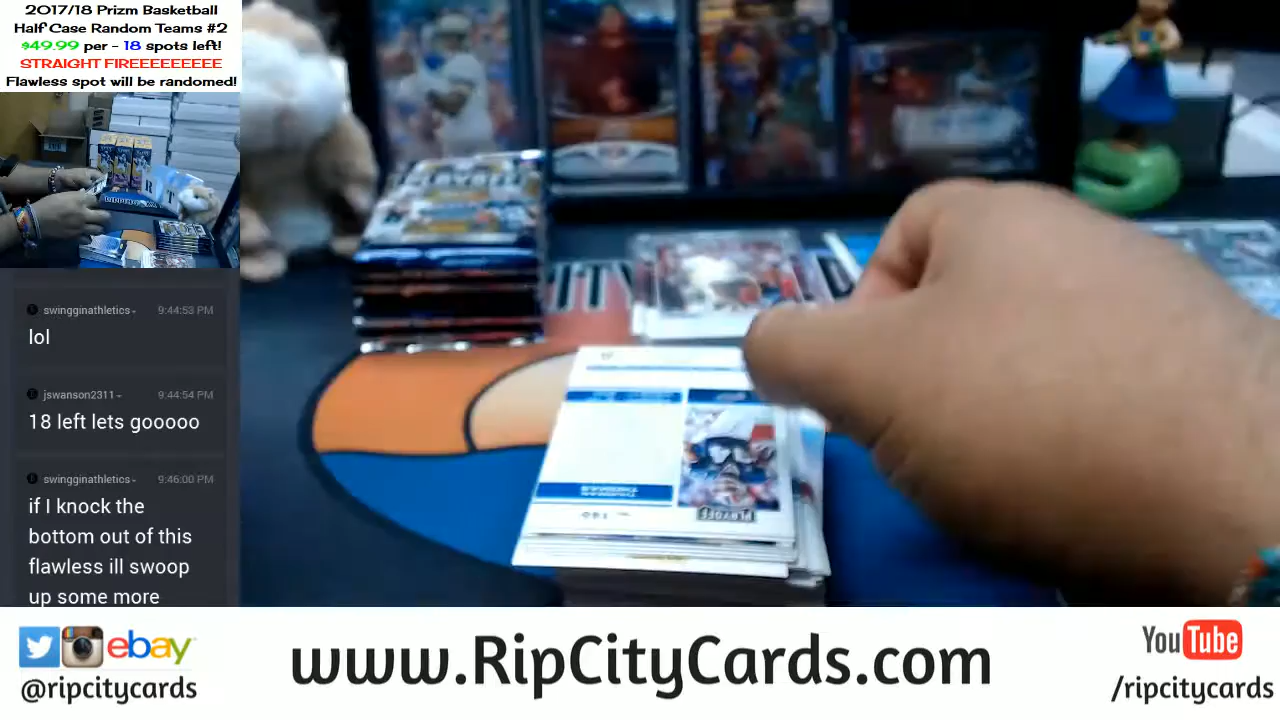 2017/18 Prizm Basketball
Half Case Random Teams #2
$49.99 per - 18 spots left!
STRAIGHT FIREEEEEEEEE
Flawless spot will be randomed!
swingginathletics
9:44:53 PM
lol
jswanson2311
9:44:54 PM
18 left lets gooooo
swingginathletics
9:46:00 PM
if I knock the
bottom out of this
flawless ill swoop
up some more
PLAYOFF
THOMAS
ebay
@ripcitycards
www.RipCityCards.com
YouTube
/ripcitycards